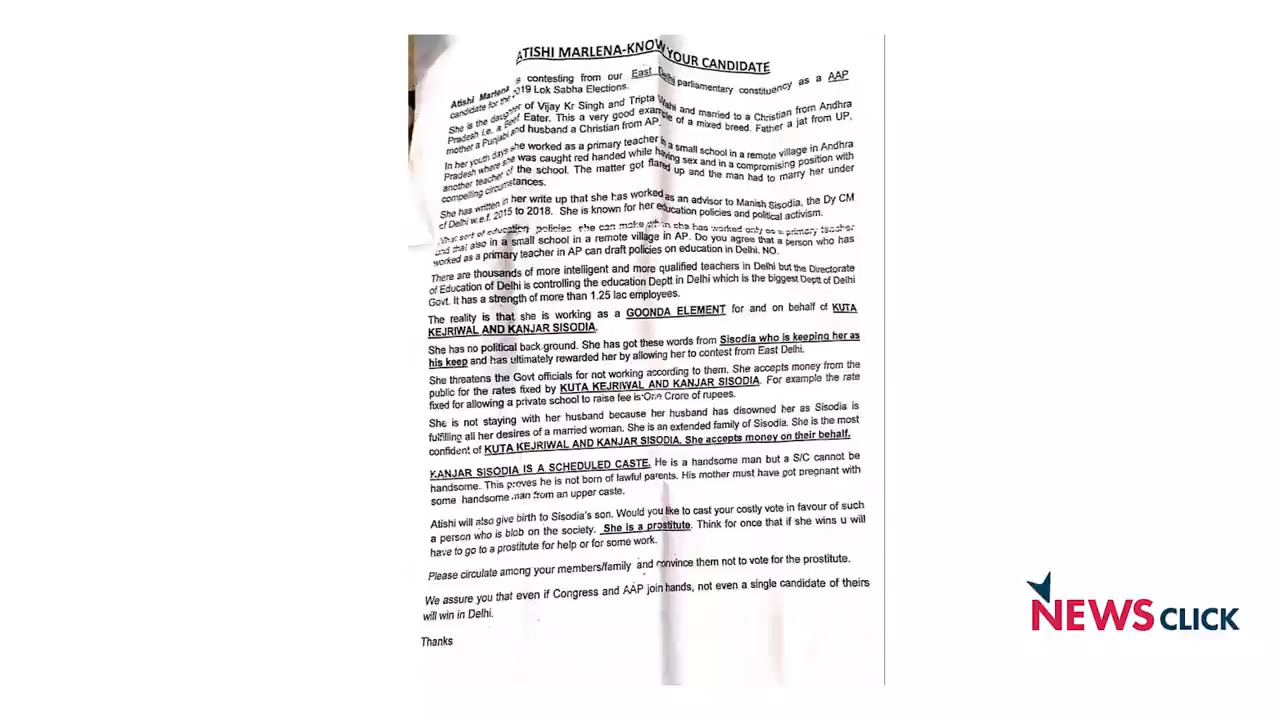 ATISHI MARLENA-KNOW YOUR CANDIDATE
Atishi Marlena s contesting from our East Delhi parliamentary constituency as a AAP
candidate for the 2019 Lok Sabha Elections.
She is the daughter of Vijay Kr Singh and Tripta Wahi and married to a Christian from Andhra
Pradesh i.e. a Beef Eater. This a very good example of a mixed breed. Father a jat from UP,
mother a Punjabi and husband a Christian from AP.
In her youth days she worked as a primary teacher in a small school in a remote village in Andhra
Pradesh where she was caught red handed while having sex and in a compromising position with
another teacher of the school. The matter got flared up and the man had to marry her under
compelling circumstances.
She has written in her write up that she has worked as an advisor to Manish Sisodia, the Dy CM
of Delhi w.e.f. 2015 to 2018. She is known for her education policies and political activism.
What sort of education policies she can make when she has worked only as a primary teacher
and that also in a small school in a remote village in AP. Do you agree that a person who has
worked as a primary teacher in AP can draft policies on education in Delhi. NO.
There are thousands of more intelligent and more qualified teachers in Delhi but the Directorate
of Education of Delhi is controlling the education Deptt in Delhi which is the biggest Deptt of Delhi
Govt. It has a strength of more than 1.25 lac employees.
The reality is that she is working as a GOONDA ELEMENT for and on behalf of KUTA
KEJRIWAL AND KANJAR SISODIA.
She has no political back ground. She has got these words from Sisodia who is keeping her as
his keep and has ultimately rewarded her by allowing her to contest from East Delhi.
She threatens the Govt officials for not working according to them. She accepts money from the
public for the rates fixed by KUTA KEJRIWAL AND KANJAR SISODIA. For example the rate
fixed for allowing a private school to raise fee is One Crore of rupees.
She is not staying with her husband because her husband has disowned her as Sisodia is
fulfilling all her desires of a married woman. She is an extended family of Sisodia. She is the most
confident of KUTA KEJRIWAL AND KANJAR SISODIA. She accepts money on their behalf.
KANJAR SISODIA IS A SCHEDULED CASTE. He is a handsome man but a S/C cannot be
handsome. This proves he is not born of lawful parents. His mother must have got pregnant with
some handsome man from an upper caste.
Atishi will also give birth to Sisodia's son. Would you like to cast your costly vote in favour of such
a person who is blob on the society. She is a prostitute. Think for once that if she wins u will
have to go to a prostitute for help or for some work.
Please circulate among your members/family and convince them not to vote for the prostitute.
We assure you that even if Congress and AAP join hands, not even a single candidate of theirs
will win in Delhi.
Thanks
NEWS CLICK